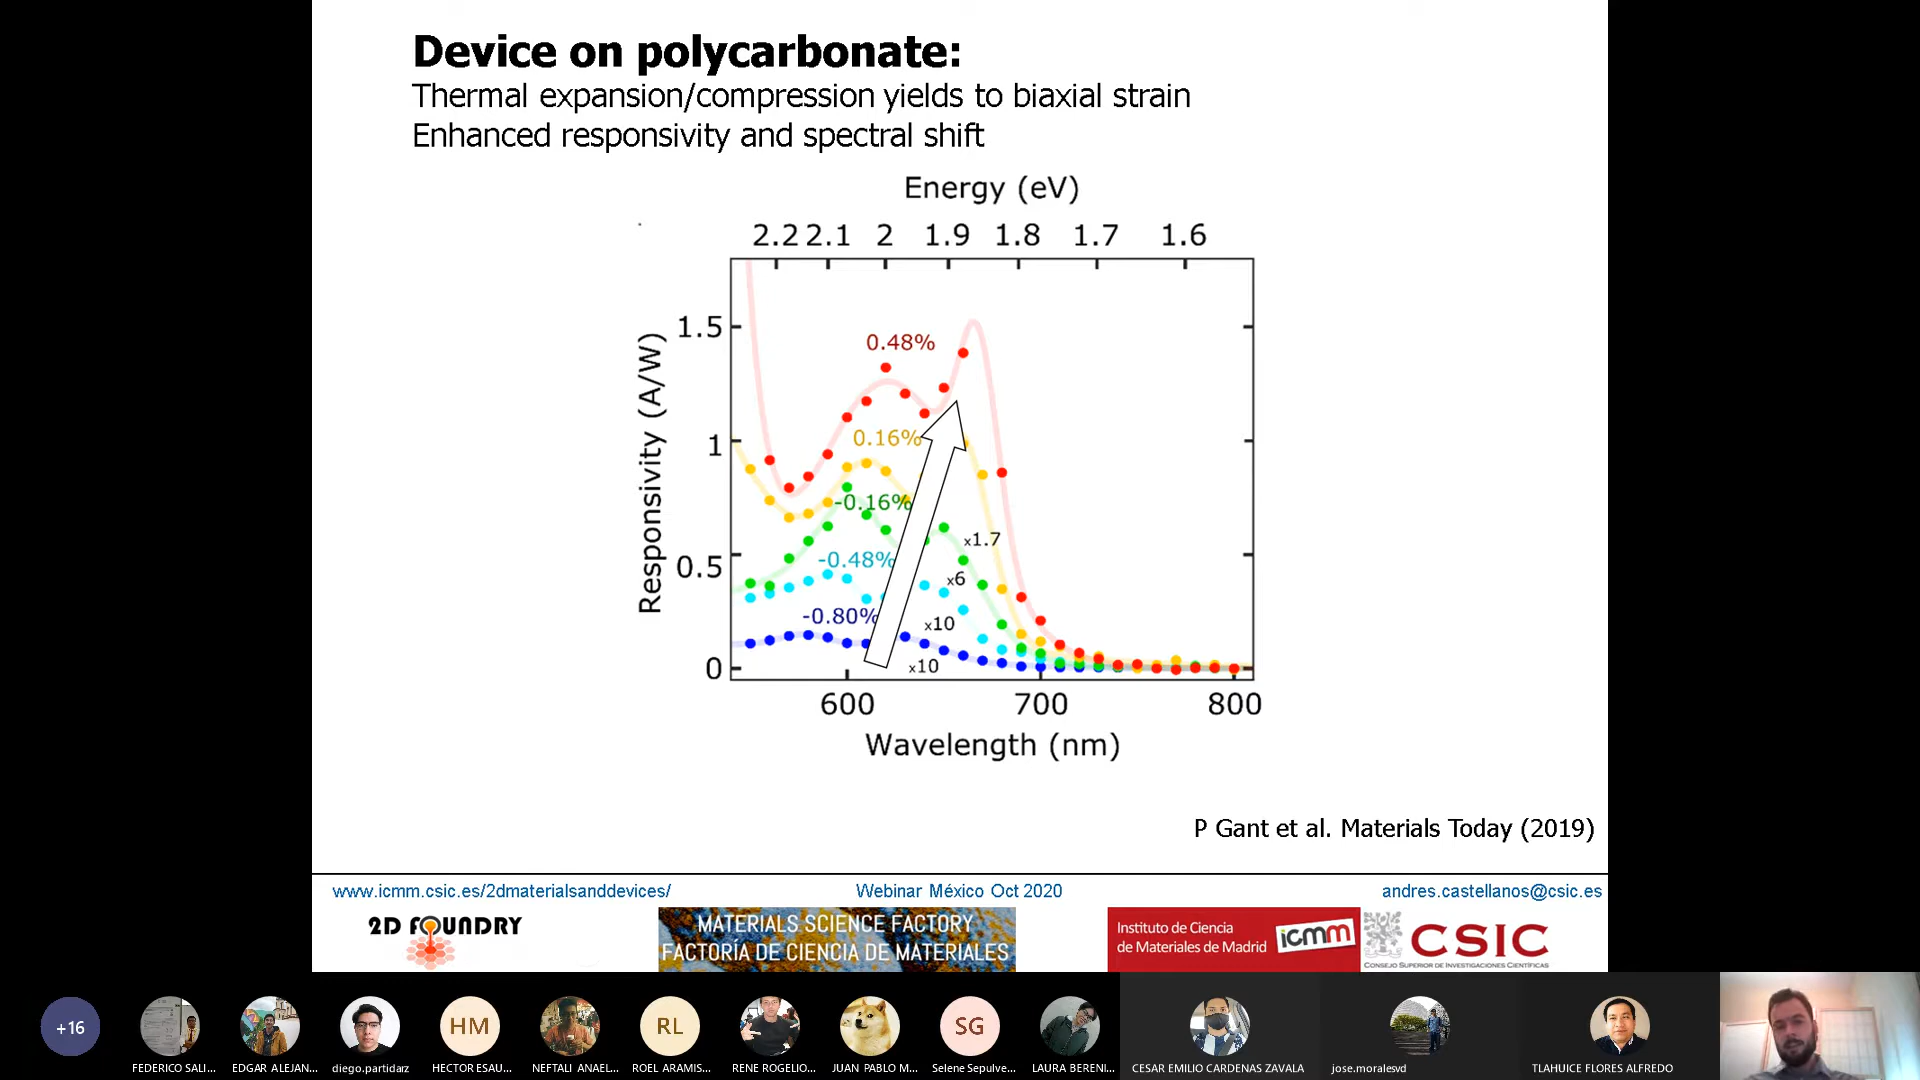 Device on polycarbonate:
Thermal expansion/compression yields to biaxial strain
Enhanced responsivity and spectral shift
Energy (eV)
2.2 2.1 2 1.9 1.8 1.7 1.6
Responsivity (A/W)
1.5
1
0.5
0
0.48%
0.16%
-0.16%
x1.7
-0.48%
x6
-0.80%
x10
x10
600 700 800
Wavelength (nm)
P Gant et al. Materials Today (2019)
www.icmm.csic.es/2dmaterialsanddevices/ Webinar México Oct 2020 andres.castellanos@csic.es
2D FOUNDRY
MATERIALS SCIENCE FACTORY
FACTORÍA DE CIENCIA DE MATERIALES
Instituto de Ciencia
de Materiales de Madrid
icmm
CSIC
CONSEJO SUPERIOR DE INVESTIGACIONES CIENTÍFICAS
+16
HM RL SG
FEDERICO SALI... EDGAR ALEJAN... diego.partidarz HECTOR ESAU... NEFTALI ANAEL... ROEL ARAMIS... RENE ROGELIO... JUAN PABLO M... Selene Sepulve... LAURA BERENI... CESAR EMILIO CARDENAS ZAVALA jose.moralesvd TLAHUICE FLORES ALFREDO